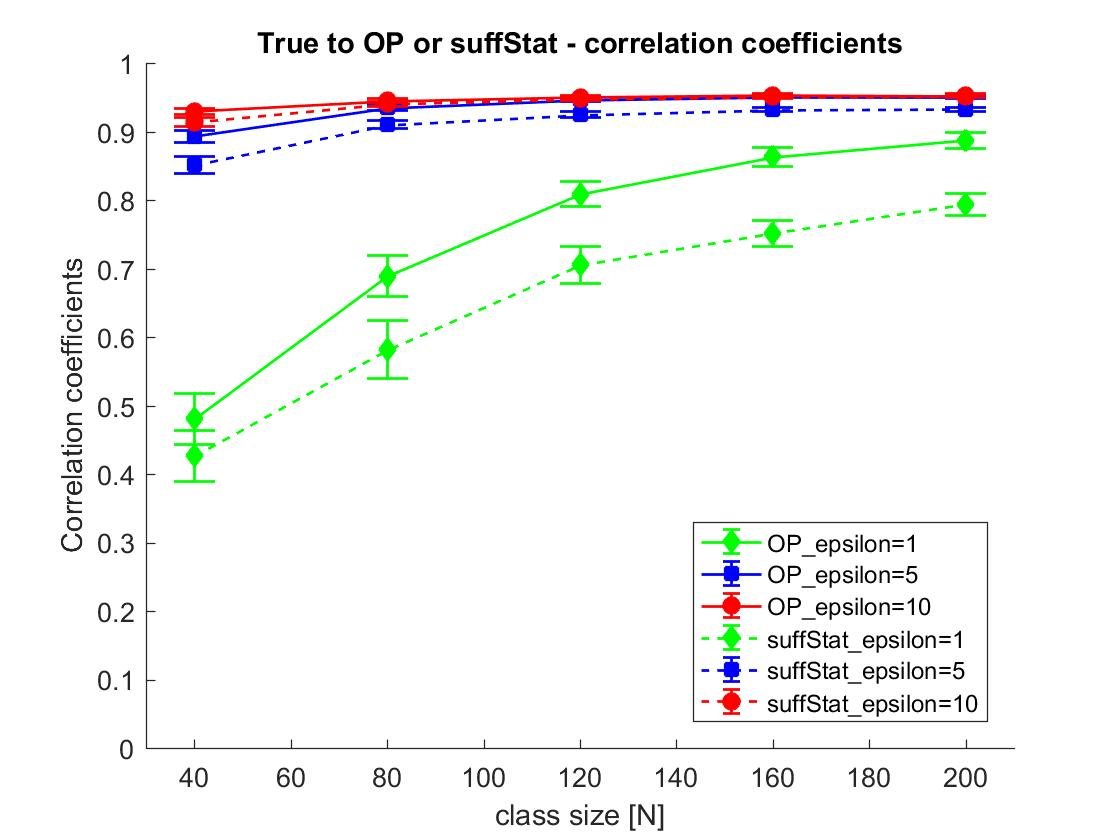 True to OP or suffStat - correlation coefficients
1
0.9
0.8
0.7
0.6
0.5
0.4
0.3
0.2
0.1
0
Correlation coefficients
OP_epsilon=1
OP_epsilon=5
OP_epsilon=10
suffStat_epsilon=1
suffStat_epsilon=5
suffStat_epsilon=10
40 60 80 100 120 140 160 180 200
class size [N]